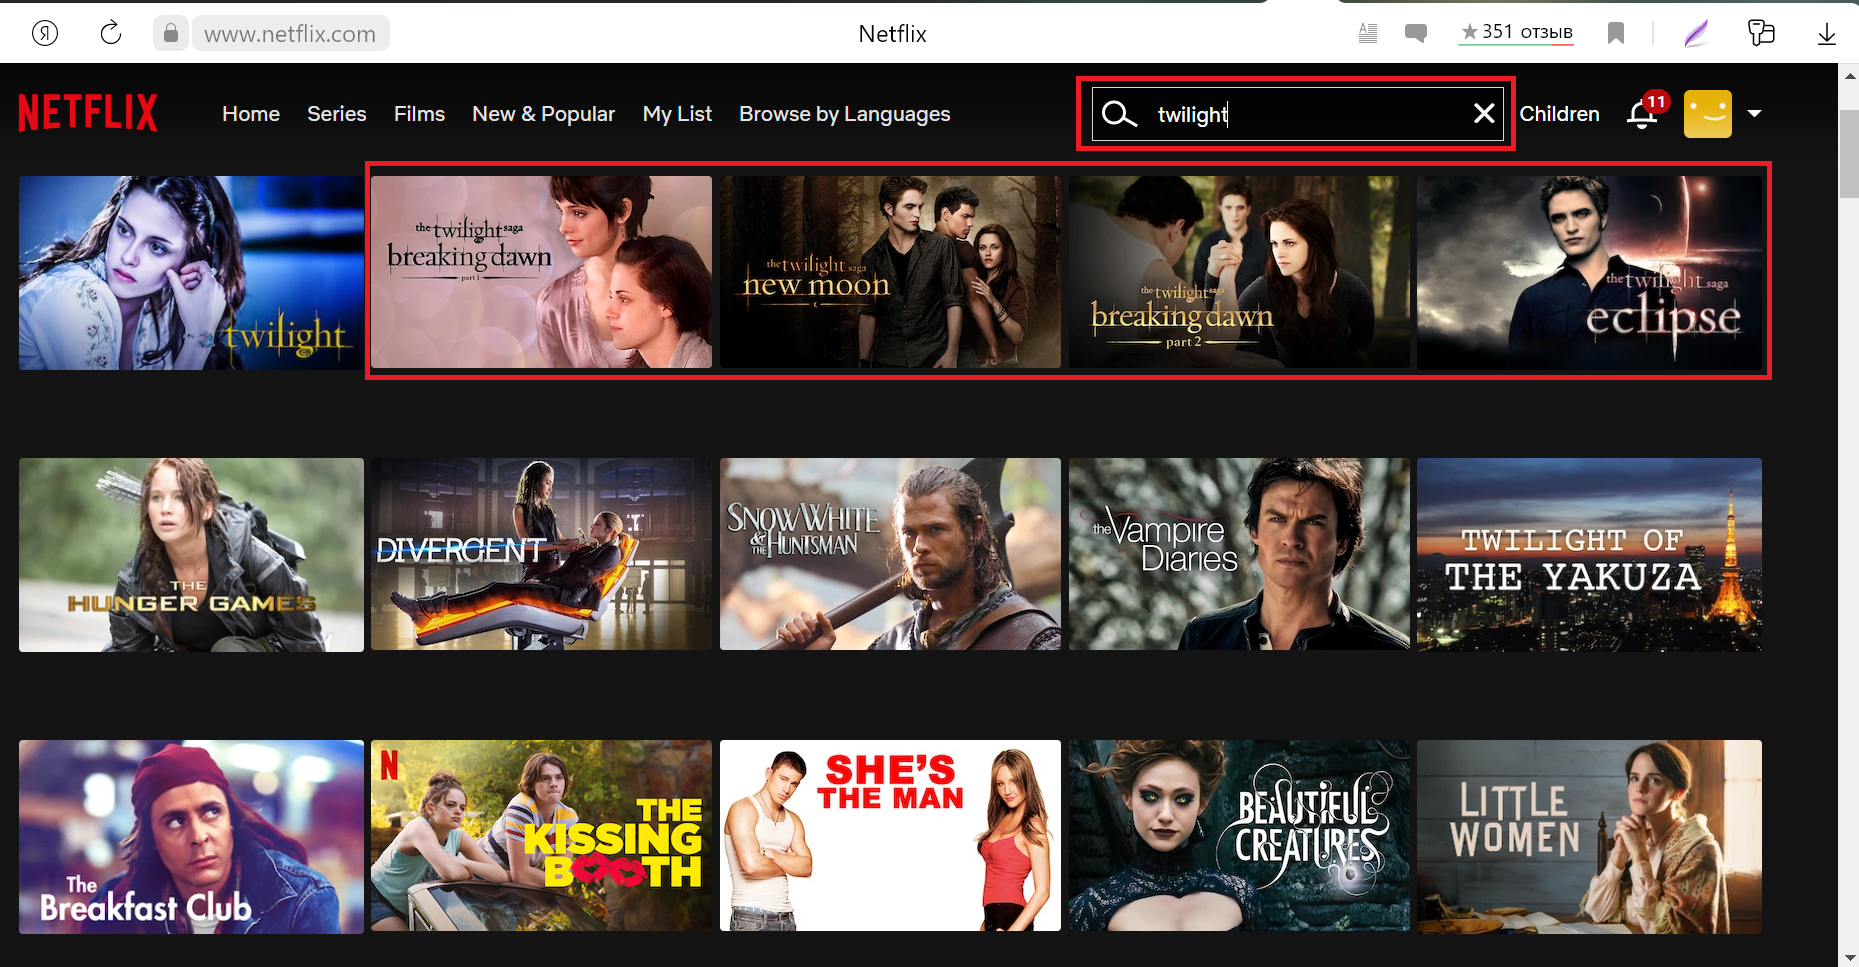 Я
www.netflix.com
Netflix
351 отзыв
NETFLIX
Home
Series
Films
New & Popular
My List
Browse by Languages
twilight
Children
11
twilight
the twilight saga
breaking dawn
part 1
the twilight saga
new moon
the twilight saga
breaking dawn
part 2
the twilight saga
eclipse
THE
HUNGER GAMES
DIVERGENT
SNOW WHITE
& THE HUNTSMAN
the Vampire
Diaries
TWILIGHT OF
THE YAKUZA
The
Breakfast Club
N
THE
KISSING
BOOTH
SHE'S
THE MAN
BEAUTIFUL
CREATURES
LITTLE
WOMEN